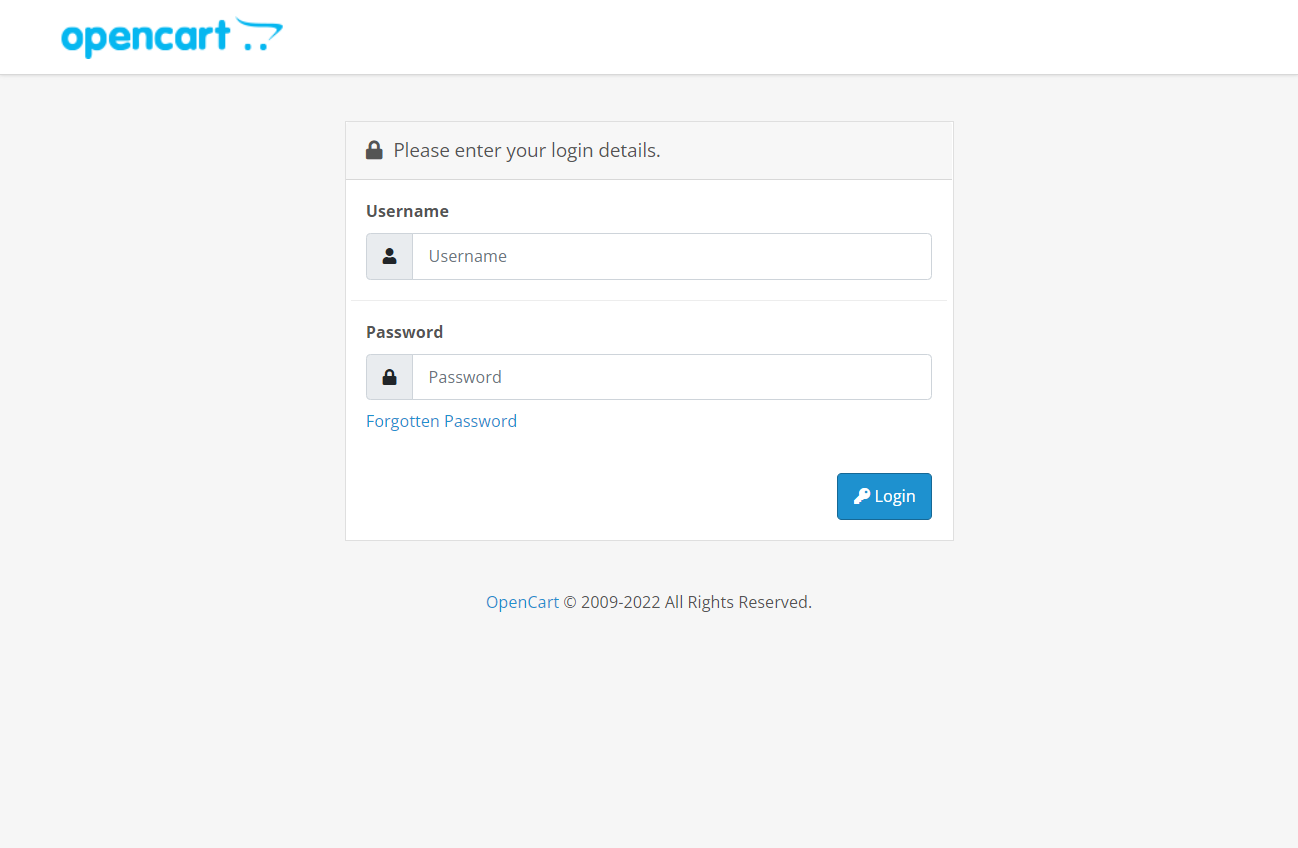 opencart
Please enter your login details.
Username
Username
Password
Password
Forgotten Password
Login
OpenCart © 2009-2022 All Rights Reserved.